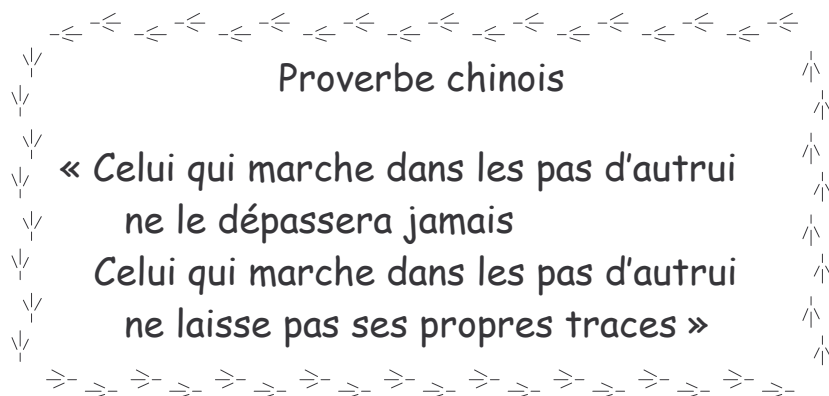 Proverbe chinois
« Celui qui marche dans les pas d’autrui
ne le dépassera jamais
Celui qui marche dans les pas d’autrui
ne laisse pas ses propres traces »